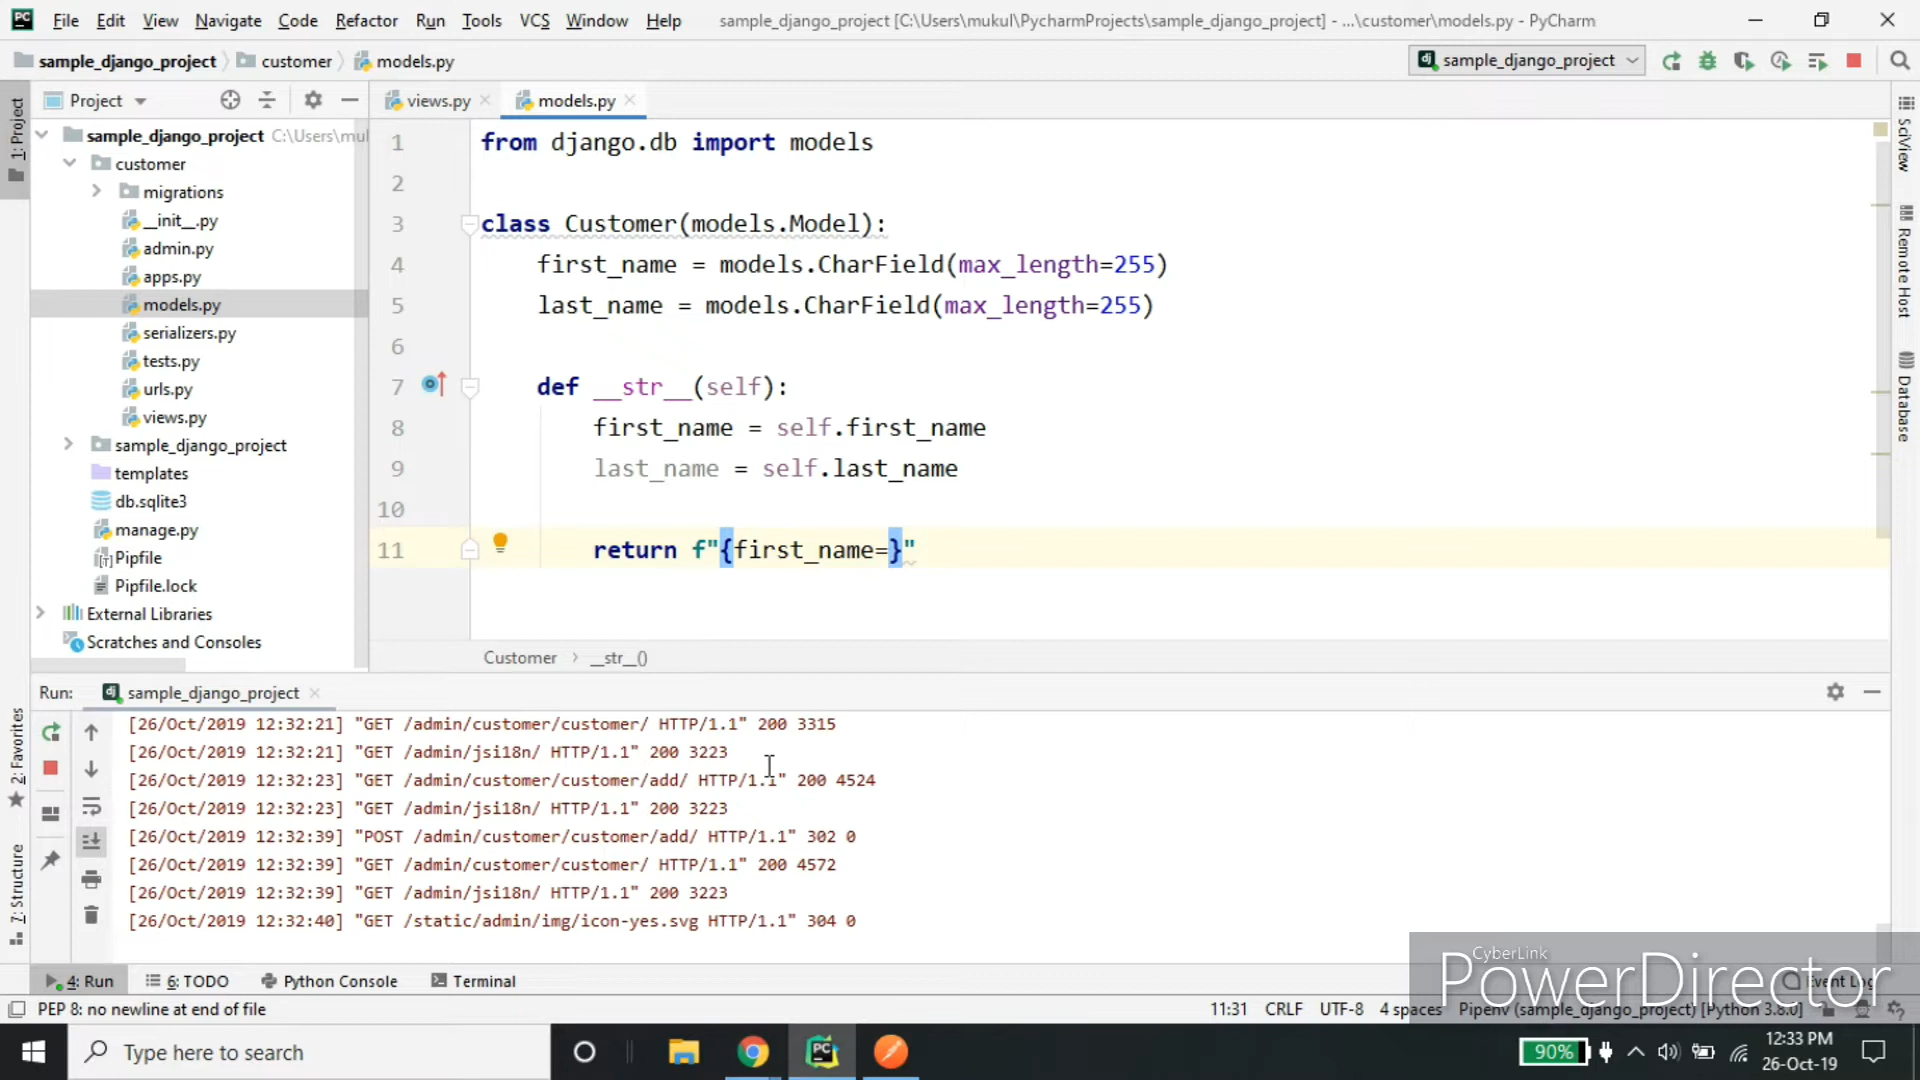 File Edit View Navigate Code Refactor Run Tools VCS Window Help sample_django_project [C:\Users\mukul\PycharmProjects\sample_django_project] - ...\customer\models.py - PyCharm
sample_django_project customer models.py sample_django_project
Project views.py models.py
sample_django_project C:\Users\mul
customer
migrations
__init__.py
admin.py
apps.py
models.py
serializers.py
tests.py
urls.py
views.py
sample_django_project
templates
db.sqlite3
manage.py
Pipfile
Pipfile.lock
External Libraries
Scratches and Consoles
1: Project
2: Favorites
7: Structure
SciView
Remote Host
Database
1 from django.db import models
2
3 class Customer(models.Model):
4 first_name = models.CharField(max_length=255)
5 last_name = models.CharField(max_length=255)
6
7 def __str__(self):
8 first_name = self.first_name
9 last_name = self.last_name
10
11 return f"{first_name=}"
Customer __str__()
Run: sample_django_project
[26/Oct/2019 12:32:21] "GET /admin/customer/customer/ HTTP/1.1" 200 3315
[26/Oct/2019 12:32:21] "GET /admin/jsi18n/ HTTP/1.1" 200 3223
[26/Oct/2019 12:32:23] "GET /admin/customer/customer/add/ HTTP/1.1" 200 4524
[26/Oct/2019 12:32:23] "GET /admin/jsi18n/ HTTP/1.1" 200 3223
[26/Oct/2019 12:32:39] "POST /admin/customer/customer/add/ HTTP/1.1" 302 0
[26/Oct/2019 12:32:39] "GET /admin/customer/customer/ HTTP/1.1" 200 4572
[26/Oct/2019 12:32:39] "GET /admin/jsi18n/ HTTP/1.1" 200 3223
[26/Oct/2019 12:32:40] "GET /static/admin/img/icon-yes.svg HTTP/1.1" 304 0
CyberLink
PowerDirector
4: Run 6: TODO Python Console Terminal Event Log
PEP 8: no newline at end of file 11:31 CRLF UTF-8 4 spaces Pipenv (sample_django_project) [Python 3.8.0]
Type here to search 90% 12:33 PM
26-Oct-19